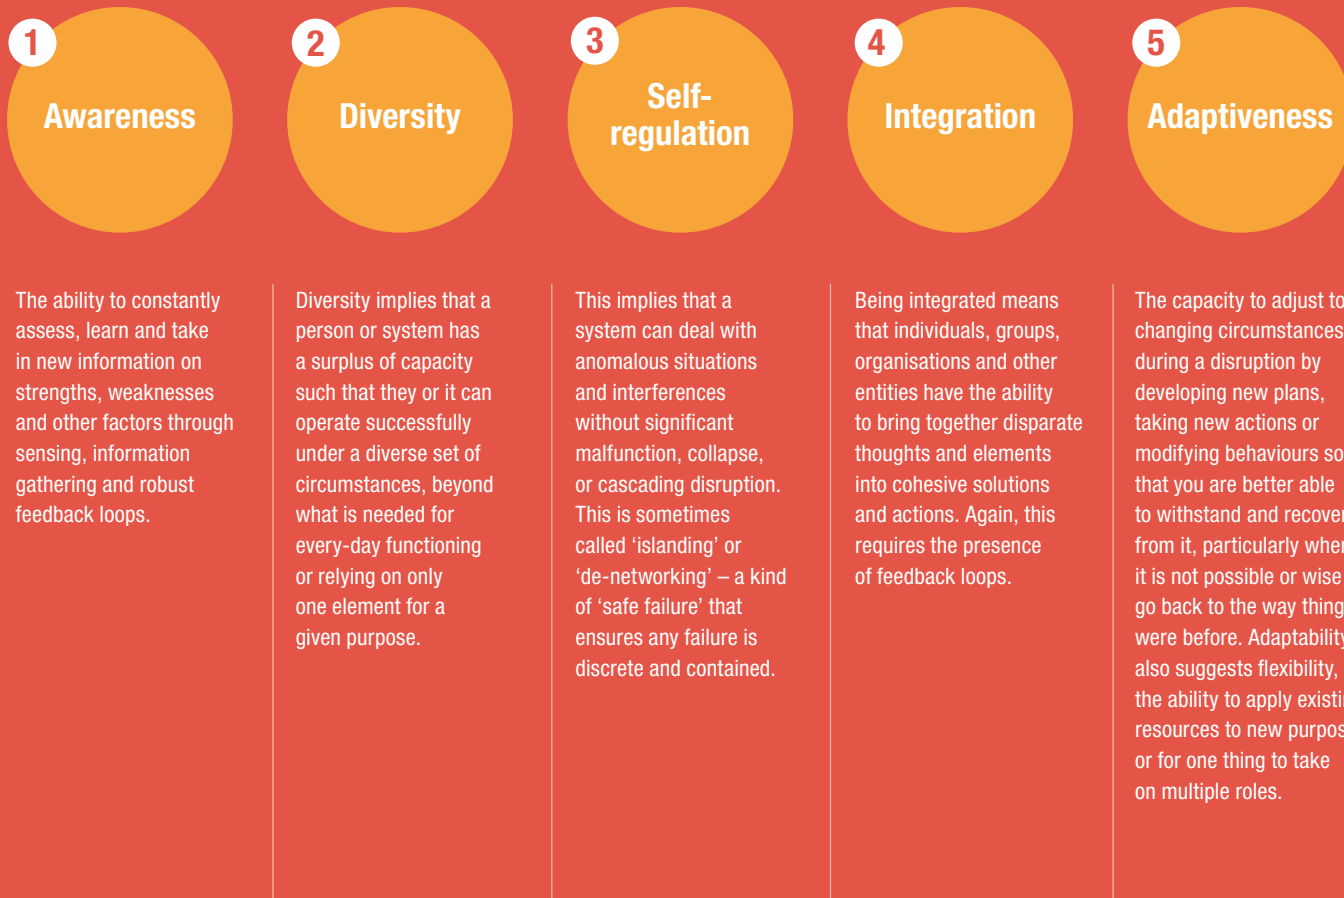 1
Awareness
The ability to constantly
assess, learn and take
in new information on
strengths, weaknesses
and other factors through
sensing, information
gathering and robust
feedback loops.
2
Diversity
Diversity implies that a
person or system has
a surplus of capacity
such that they or it can
operate successfully
under a diverse set of
circumstances, beyond
what is needed for
every-day functioning
or relying on only
one element for a
given purpose.
3
Self-
regulation
This implies that a
system can deal with
anomalous situations
and interferences
without significant
malfunction, collapse,
or cascading disruption.
This is sometimes
called ‘islanding’ or
‘de-networking’ – a kind
of ‘safe failure’ that
ensures any failure is
discrete and contained.
4
Integration
Being integrated means
that individuals, groups,
organisations and other
entities have the ability
to bring together disparate
thoughts and elements
into cohesive solutions
and actions. Again, this
requires the presence
of feedback loops.
5
Adaptiveness
The capacity to adjust to
changing circumstances
during a disruption by
developing new plans,
taking new actions or
modifying behaviours so
that you are better able
to withstand and recover
from it, particularly when
it is not possible or wise
go back to the way thing
were before. Adaptability
also suggests flexibility,
the ability to apply existi
resources to new purpos
or for one thing to take
on multiple roles.